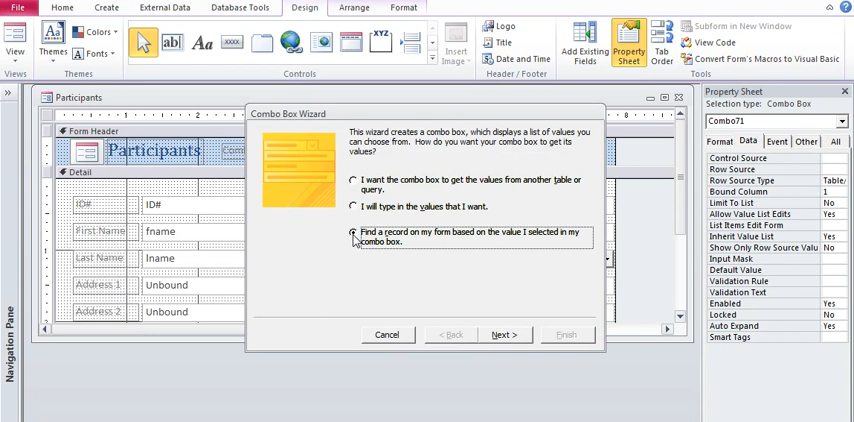 File Home Create External Data Database Tools Design Arrange Format
View
Views
Themes
Colors
Fonts
Themes
ab|
Aa
xxxx
XYZ
Controls
Insert
Image
Logo
Title
Date and Time
Header / Footer
Add Existing
Fields
Property
Sheet
Tab
Order
Subform in New Window
View Code
Convert Form's Macros to Visual Basic
Tools
Navigation Pane
Participants
1 2 8
Form Header
Participants Com
Detail
ID# ID#
First Name fname
Last Name lname
Address 1 Unbound
Address 2 Unbound
Combo Box Wizard
This wizard creates a combo box, which displays a list of values you
can choose from. How do you want your combo box to get its
values?
I want the combo box to get the values from another table or
query.
I will type in the values that I want.
Find a record on my form based on the value I selected in my
combo box.
Cancel < Back Next > Finish
Property Sheet
Selection type: Combo Box
Combo71
Format Data Event Other All
Control Source
Row Source
Row Source Type Table/
Bound Column 1
Limit To List No
Allow Value List Edits Yes
List Items Edit Form
Inherit Value List Yes
Show Only Row Source Valu No
Input Mask
Default Value
Validation Rule
Validation Text
Enabled Yes
Locked No
Auto Expand Yes
Smart Tags